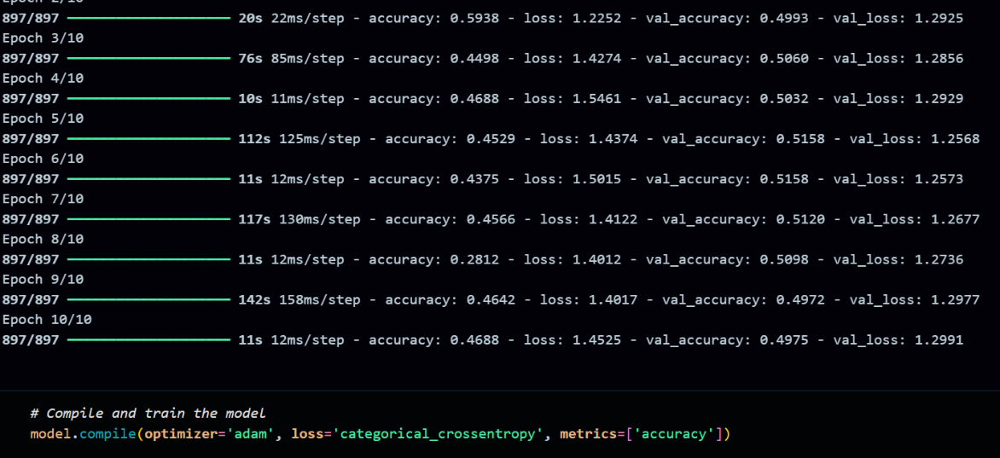 Epoch 2/10
897/897 ━━━━━━━━━━━━━━━━━━━━ 20s 22ms/step - accuracy: 0.5938 - loss: 1.2252 - val_accuracy: 0.4993 - val_loss: 1.2925
Epoch 3/10
897/897 ━━━━━━━━━━━━━━━━━━━━ 76s 85ms/step - accuracy: 0.4498 - loss: 1.4274 - val_accuracy: 0.5060 - val_loss: 1.2856
Epoch 4/10
897/897 ━━━━━━━━━━━━━━━━━━━━ 10s 11ms/step - accuracy: 0.4688 - loss: 1.5461 - val_accuracy: 0.5032 - val_loss: 1.2929
Epoch 5/10
897/897 ━━━━━━━━━━━━━━━━━━━━ 112s 125ms/step - accuracy: 0.4529 - loss: 1.4374 - val_accuracy: 0.5158 - val_loss: 1.2568
Epoch 6/10
897/897 ━━━━━━━━━━━━━━━━━━━━ 11s 12ms/step - accuracy: 0.4375 - loss: 1.5015 - val_accuracy: 0.5158 - val_loss: 1.2573
Epoch 7/10
897/897 ━━━━━━━━━━━━━━━━━━━━ 117s 130ms/step - accuracy: 0.4566 - loss: 1.4122 - val_accuracy: 0.5120 - val_loss: 1.2677
Epoch 8/10
897/897 ━━━━━━━━━━━━━━━━━━━━ 11s 12ms/step - accuracy: 0.2812 - loss: 1.4012 - val_accuracy: 0.5098 - val_loss: 1.2736
Epoch 9/10
897/897 ━━━━━━━━━━━━━━━━━━━━ 142s 158ms/step - accuracy: 0.4642 - loss: 1.4017 - val_accuracy: 0.4972 - val_loss: 1.2977
Epoch 10/10
897/897 ━━━━━━━━━━━━━━━━━━━━ 11s 12ms/step - accuracy: 0.4688 - loss: 1.4525 - val_accuracy: 0.4975 - val_loss: 1.2991
# Compile and train the model
model.compile(optimizer='adam', loss='categorical_crossentropy', metrics=['accuracy'])